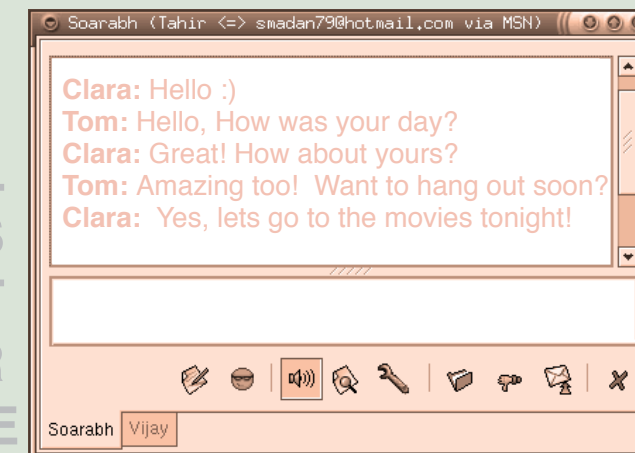 Soarabh (Tahir <=> smadan79@hotmail.com via MSN)
Clara: Hello :)
Tom: Hello, How was your day?
Clara: Great! How about yours?
Tom: Amazing too! Want to hang out soon?
Clara: Yes, lets go to the movies tonight!
Soarabh Vijay